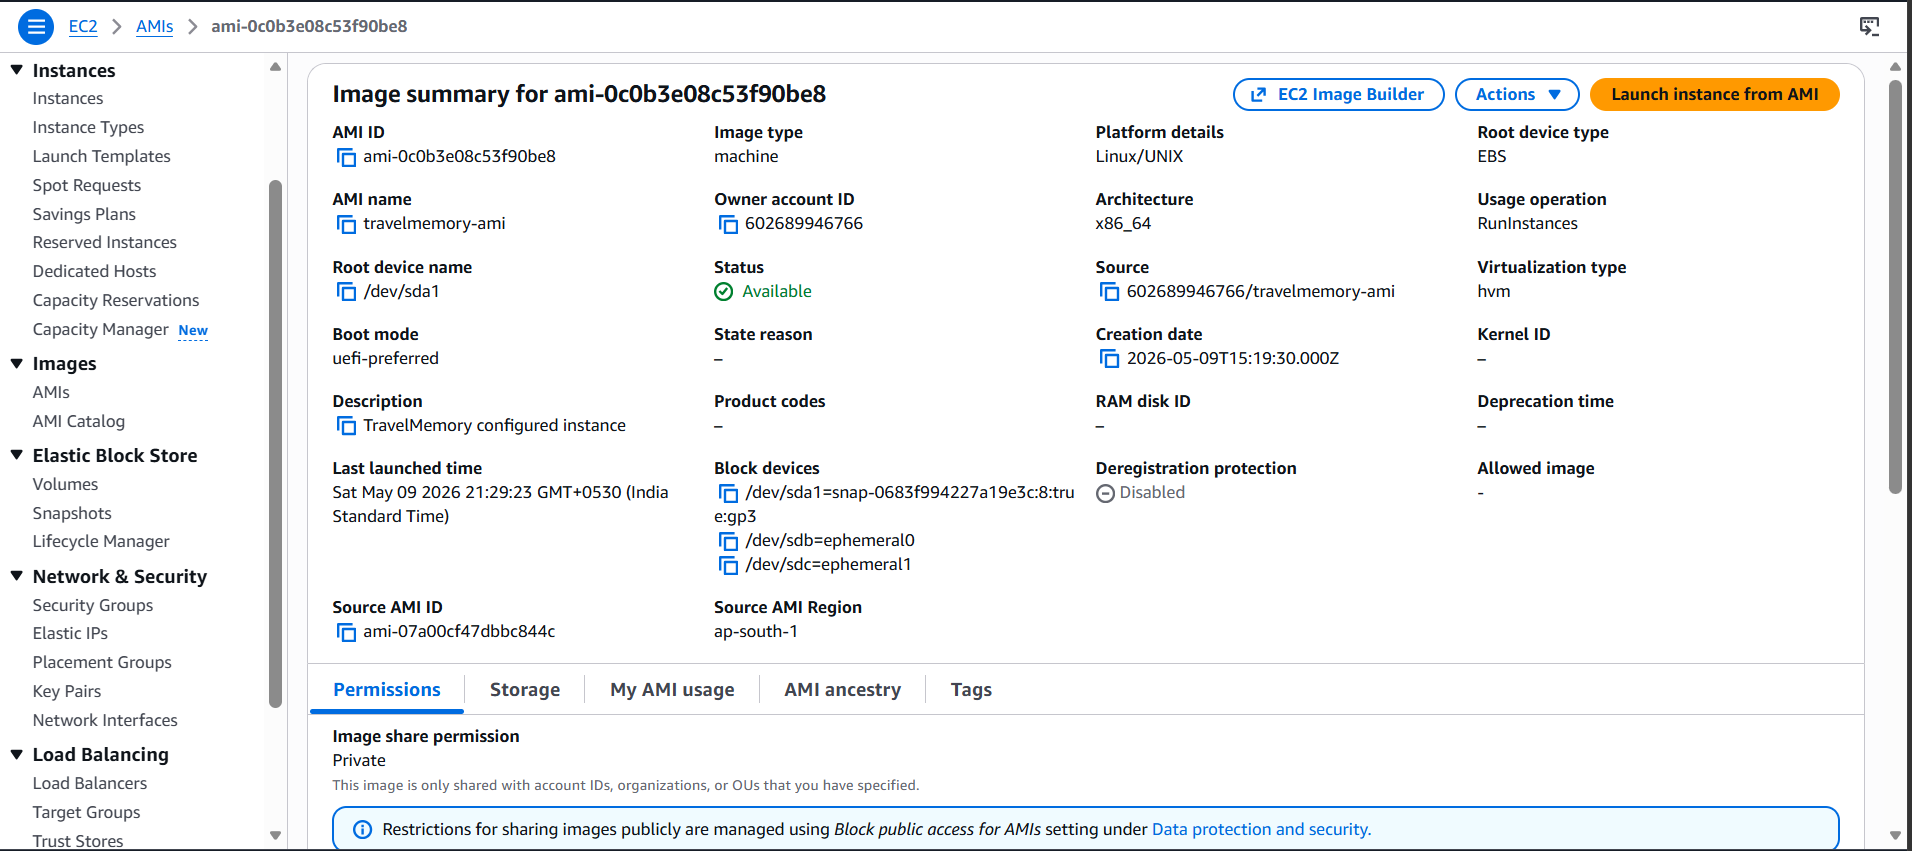 EC2 > AMIs > ami-0c0b3e08c53f90be8
Instances
Instances
Instance Types
Launch Templates
Spot Requests
Savings Plans
Reserved Instances
Dedicated Hosts
Capacity Reservations
Capacity Manager New
Images
AMIs
AMI Catalog
Elastic Block Store
Volumes
Snapshots
Lifecycle Manager
Network & Security
Security Groups
Elastic IPs
Placement Groups
Key Pairs
Network Interfaces
Load Balancing
Load Balancers
Target Groups
Trust Stores
Image summary for ami-0c0b3e08c53f90be8
EC2 Image Builder
Actions
Launch instance from AMI
AMI ID
ami-0c0b3e08c53f90be8
Image type
machine
Platform details
Linux/UNIX
Root device type
EBS
AMI name
travelmemory-ami
Owner account ID
602689946766
Architecture
x86_64
Usage operation
RunInstances
Root device name
/dev/sda1
Status
Available
Source
602689946766/travelmemory-ami
Virtualization type
hvm
Boot mode
uefi-preferred
State reason
–
Creation date
2026-05-09T15:19:30.000Z
Kernel ID
–
Description
TravelMemory configured instance
Product codes
–
RAM disk ID
–
Deprecation time
–
Last launched time
Sat May 09 2026 21:29:23 GMT+0530 (India
Standard Time)
Block devices
/dev/sda1=snap-0683f994227a19e3c:8:tru
e:gp3
/dev/sdb=ephemeral0
/dev/sdc=ephemeral1
Deregistration protection
Disabled
Allowed image
-
Source AMI ID
ami-07a00cf47dbbc844c
Source AMI Region
ap-south-1
Permissions
Storage
My AMI usage
AMI ancestry
Tags
Image share permission
Private
This image is only shared with account IDs, organizations, or OUs that you have specified.
Restrictions for sharing images publicly are managed using Block public access for AMIs setting under Data protection and security.